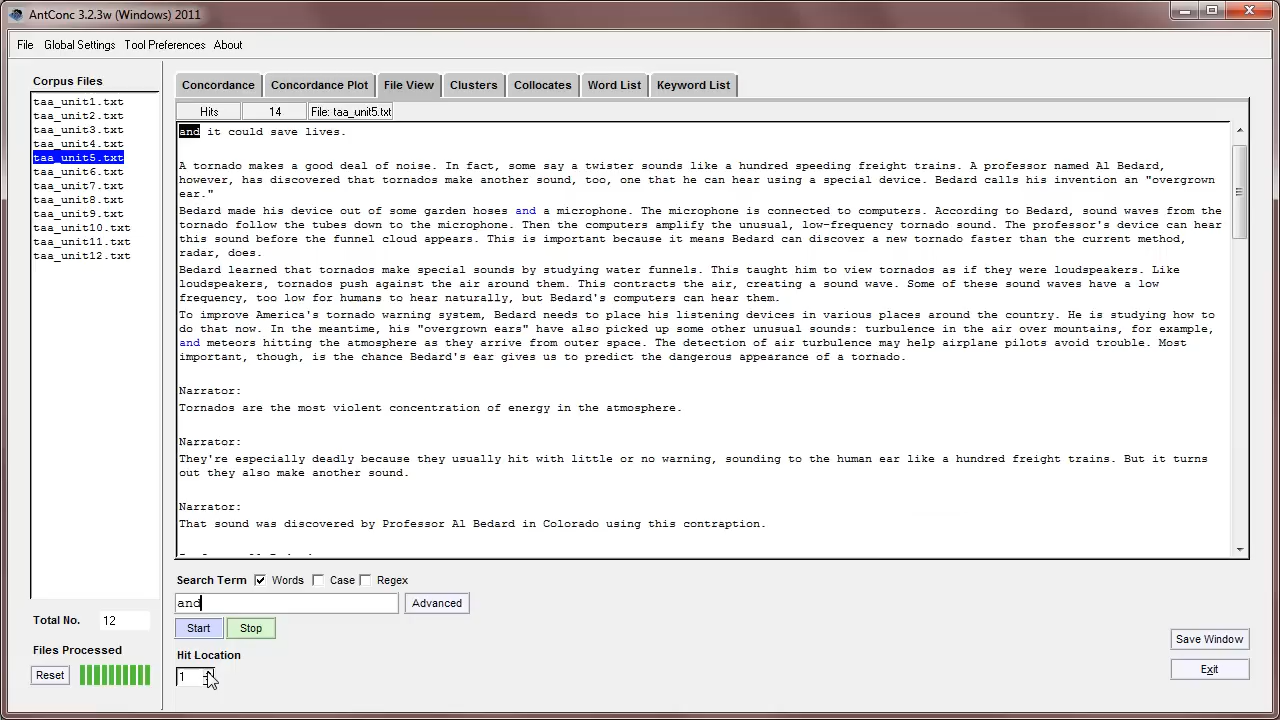 AntConc 3.2.3w (Windows) 2011
File Global Settings Tool Preferences About
Corpus Files
taa_unit1.txt
taa_unit2.txt
taa_unit3.txt
taa_unit4.txt
taa_unit5.txt
taa_unit6.txt
taa_unit7.txt
taa_unit8.txt
taa_unit9.txt
taa_unit10.txt
taa_unit11.txt
taa_unit12.txt
Total No. 12
Files Processed
Reset
Concordance Concordance Plot File View Clusters Collocates Word List Keyword List
Hits 14 File: taa_unit5.txt
and it could save lives.
A tornado makes a good deal of noise. In fact, some say a twister sounds like a hundred speeding freight trains. A professor named Al Bedard,
however, has discovered that tornados make another sound, too, one that he can hear using a special device. Bedard calls his invention an "overgrown
ear."
Bedard made his device out of some garden hoses and a microphone. The microphone is connected to computers. According to Bedard, sound waves from the
tornado follow the tubes down to the microphone. Then the computers amplify the unusual, low-frequency tornado sound. The professor's device can hear
this sound before the funnel cloud appears. This is important because it means Bedard can discover a new tornado faster than the current method,
radar, does.
Bedard learned that tornados make special sounds by studying water funnels. This taught him to view tornados as if they were loudspeakers. Like
loudspeakers, tornados push against the air around them. This contracts the air, creating a sound wave. Some of these sound waves have a low
frequency, too low for humans to hear naturally, but Bedard's computers can hear them.
To improve America's tornado warning system, Bedard needs to place his listening devices in various places around the country. He is studying how to
do that now. In the meantime, his "overgrown ears" have also picked up some other unusual sounds: turbulence in the air over mountains, for example,
and meteors hitting the atmosphere as they arrive from outer space. The detection of air turbulence may help airplane pilots avoid trouble. Most
important, though, is the chance Bedard's ear gives us to predict the dangerous appearance of a tornado.
Narrator:
Tornados are the most violent concentration of energy in the atmosphere.
Narrator:
They're especially deadly because they usually hit with little or no warning, sounding to the human ear like a hundred freight trains. But it turns
out they also make another sound.
Narrator:
That sound was discovered by Professor Al Bedard in Colorado using this contraption.
Search Term Words Case Regex
and Advanced
Start Stop
Hit Location
1
Save Window
Exit